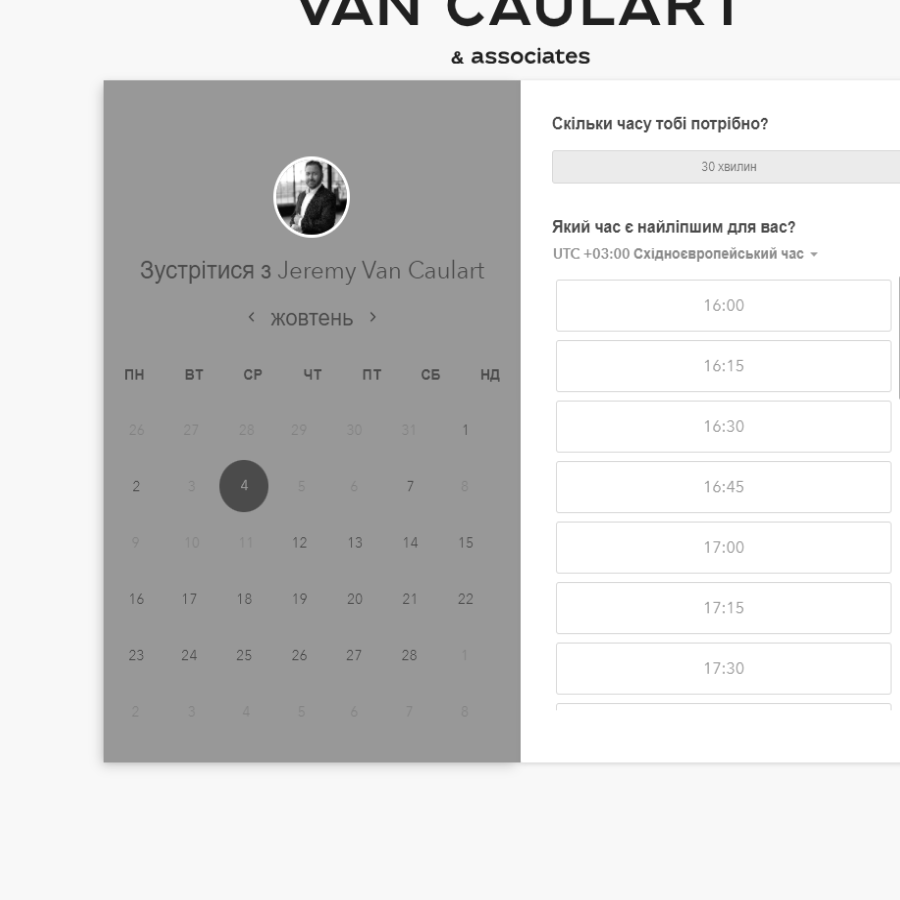 VAN CAULART
& associates
Зустрітися з Jeremy Van Caulart
‹ жовтень ›
ПН ВТ СР ЧТ ПТ СБ НД
26 27 28 29 30 31 1
2 3 4 5 6 7 8
9 10 11 12 13 14 15
16 17 18 19 20 21 22
23 24 25 26 27 28 1
2 3 4 5 6 7 8
Скільки часу тобі потрібно?
30 хвилин
Який час є найліпшим для вас?
UTC +03:00 Східноєвропейський час
16:00
16:15
16:30
16:45
17:00
17:15
17:30